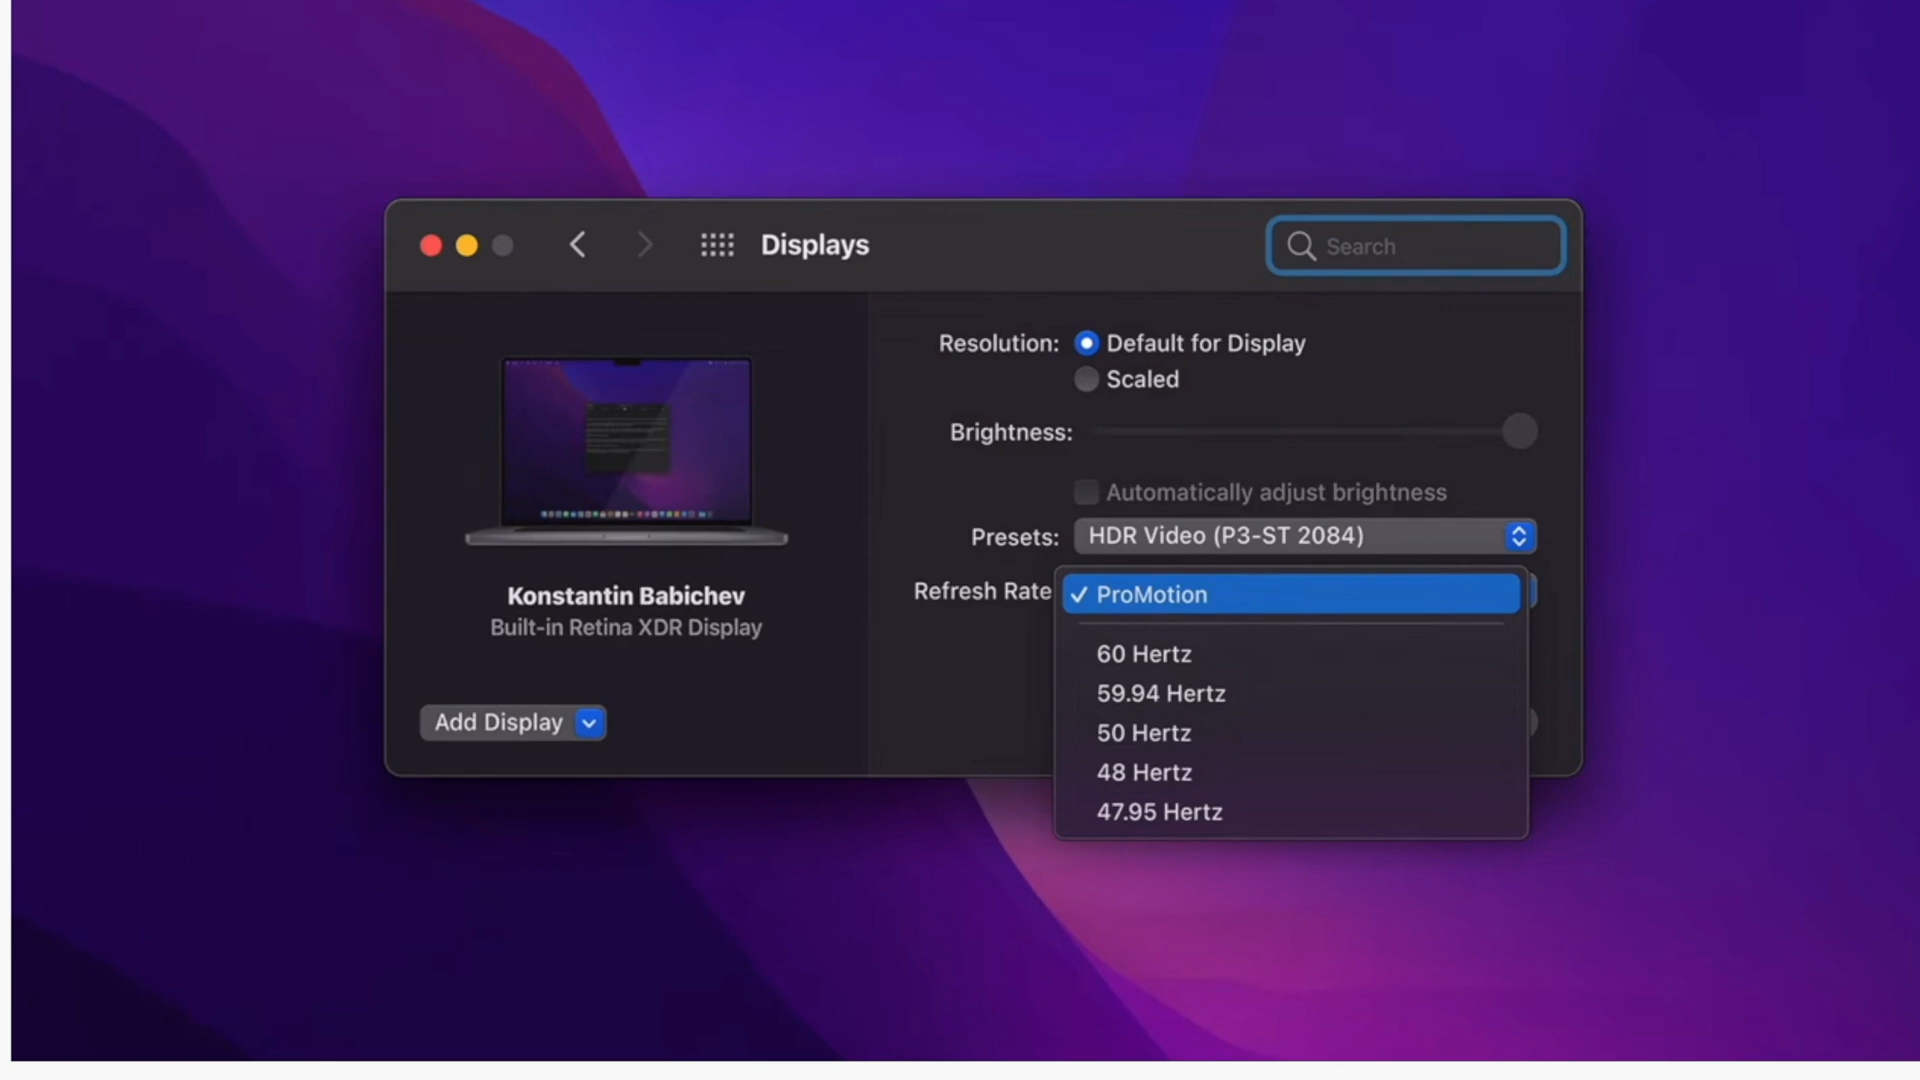 Displays
Search
Resolution: Default for Display
Scaled
Brightness:
Automatically adjust brightness
Presets: HDR Video (P3-ST 2084)
Refresh Rate ProMotion
60 Hertz
59.94 Hertz
50 Hertz
48 Hertz
47.95 Hertz
Konstantin Babichev
Built-in Retina XDR Display
Add Display